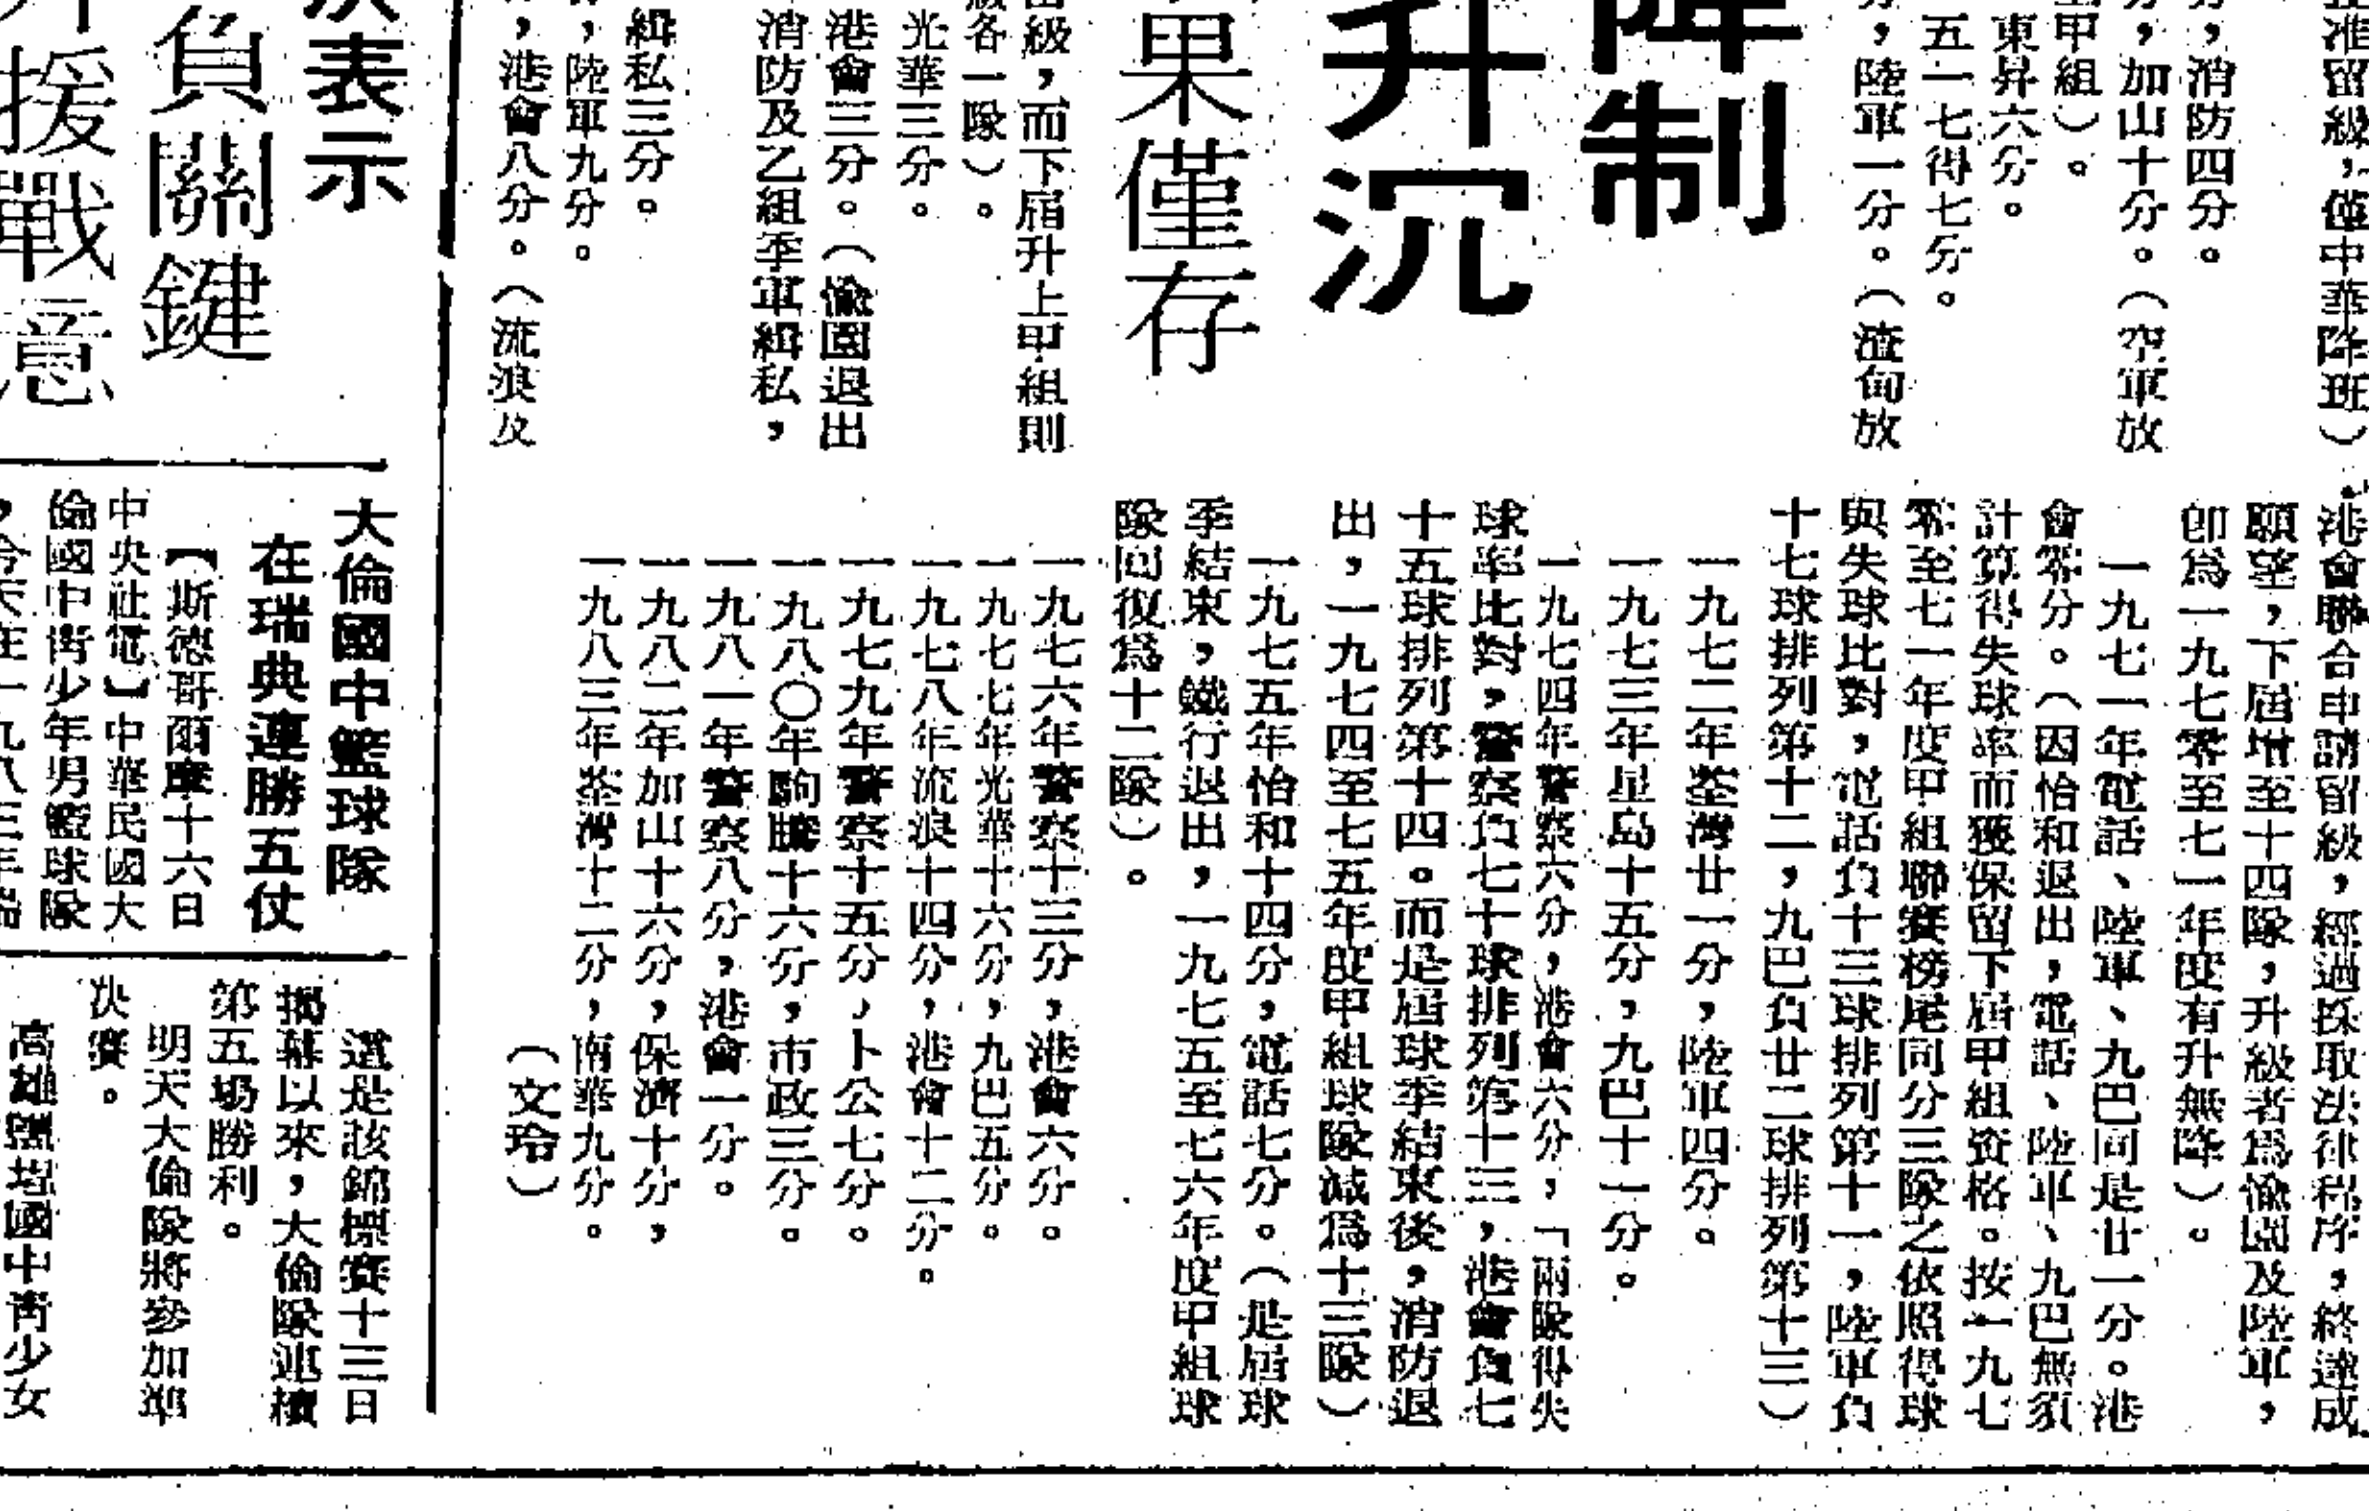 准留級，僅中華降班）
分，消防四分。
分，加山十分。（空軍放
甲組）。
東昇六分。
五一七得七分。
分，陸軍一分。（渣甸放
降制
升沉
果僅存
級，而下屆升上甲組則
級各一隊）。
光華三分。
港會三分。（愉園退出
消防及乙組季軍緝私，
緝私三分。
，陸軍九分。
，港會八分。（流浪及
港會聯合申請留級，經過採取法律程序，終達成
願望，下屆增至十四隊，升級者為愉園及陸軍，
卽為一九七零至七一年度有升無降）。
一九七一年電話、陸軍、九巴同是廿一分。港
會零分。（因怡和退出，電話、陸軍、九巴無須
計算得失球率而獲保留下屆甲組資格。按一九七
零至七一年度甲組聯賽榜尾同分三隊之依照得球
與失球比對，電話負十三球排列第十一，陸軍負
十七球排列第十二，九巴負廿二球排列第十三）
一九七二年荃灣廿一分，陸軍四分。
一九七三年星島十五分，九巴十一分。
一九七四年警察六分，港會六分，「兩隊得失
球率比對，警察負七十球排列第十三，港會負七
十五球排列第十四。而是屆球季結束後，消防退
出，一九七四至七五年度甲組球隊減為十三隊）
一九七五年怡和十四分，電話七分。（是屆球
季結束，鐵行退出，一九七五至七六年度甲組球
隊回復為十二隊）。
一九七六年警察十三分，港會六分。
一九七七年光華十六分，九巴五分。
一九七八年流浪十四分，港會十二分。
一九七九年警察十五分，卜公七分。
一九八〇年駒騰十六分，市政三分。
一九八一年警察八分，港會一分。
一九八二年加山十六分，保濟十分，
一九八三年荃灣十二分，南華九分。
（文玲）
表示
負關鍵
援戰意
大倫國中籃球隊
在瑞典連勝五仗
【斯德哥爾摩十六日
中央社電】中華民國大
倫國中青少年男籃球隊
，今天在一九八三年
這是該錦標賽十三日
揭幕以來，大倫隊連續
第五場勝利。
明天大倫隊將參加準
决賽。
高雄鹽埕國中青少女